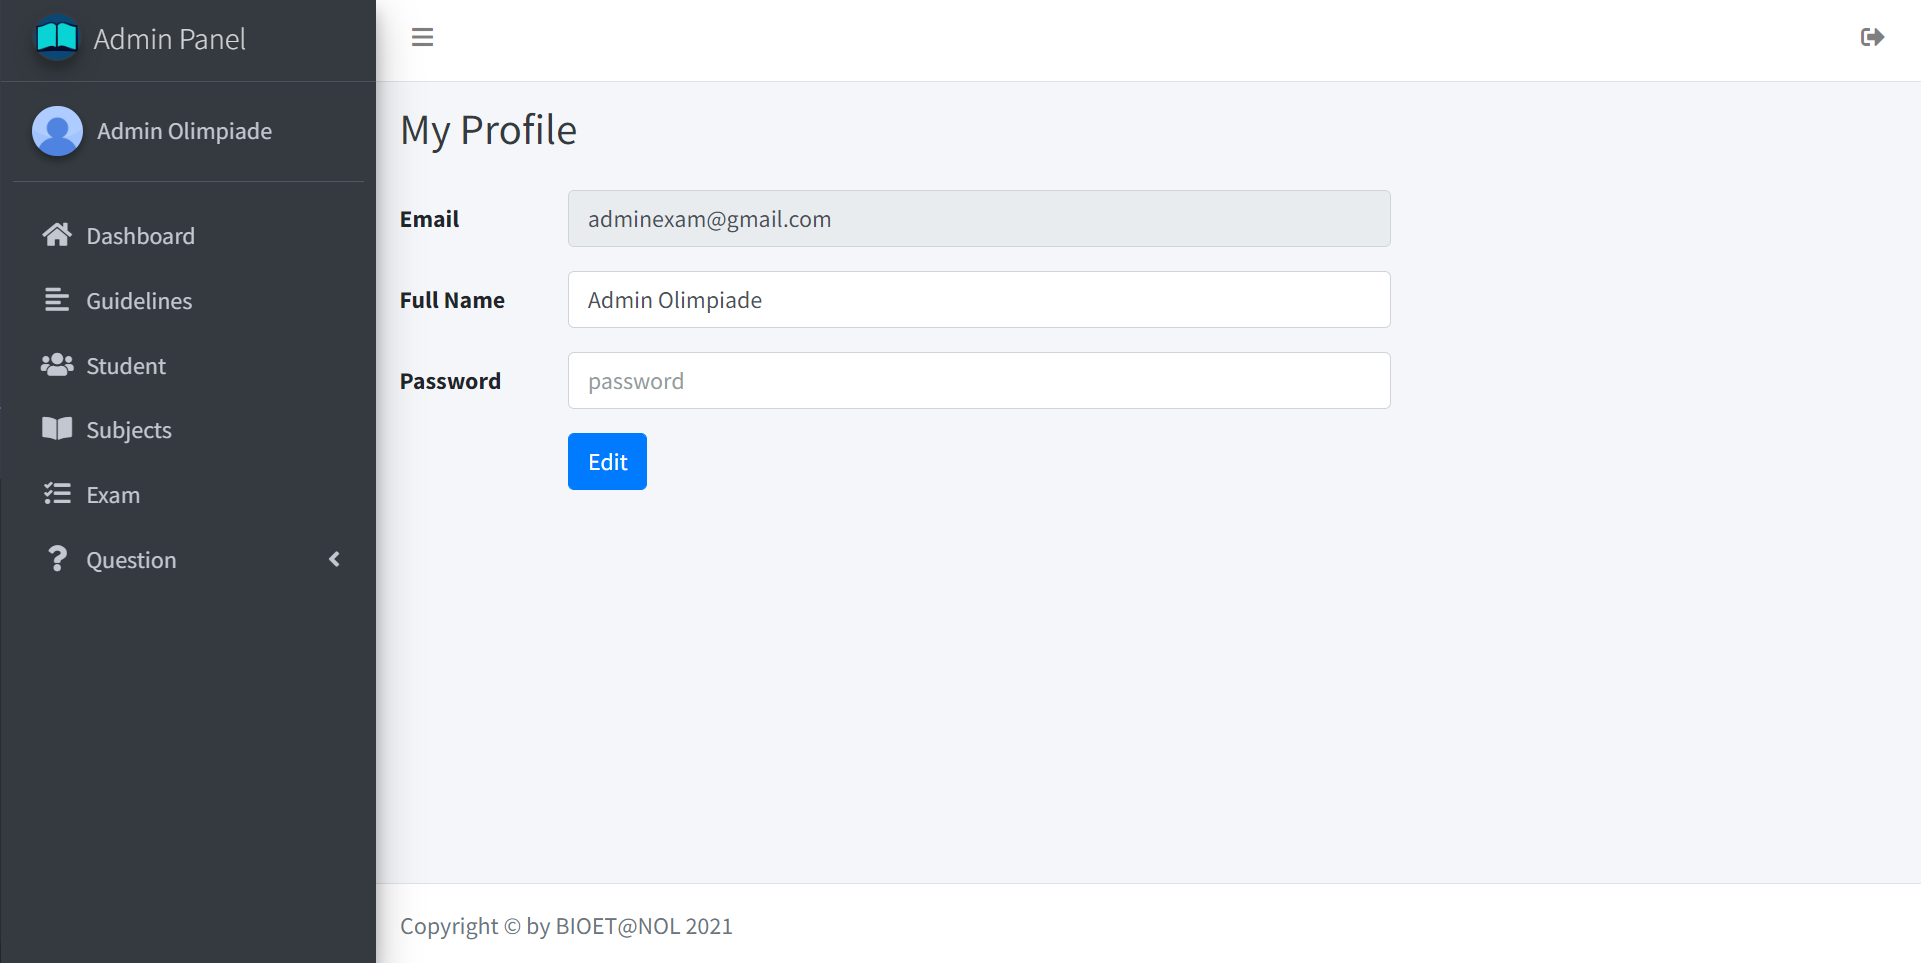 Admin Panel
Admin Olimpiade
Dashboard
Guidelines
Student
Subjects
Exam
Question
My Profile
Email
adminexam@gmail.com
Full Name
Admin Olimpiade
Password
password
Edit
Copyright © by BIOET@NOL 2021